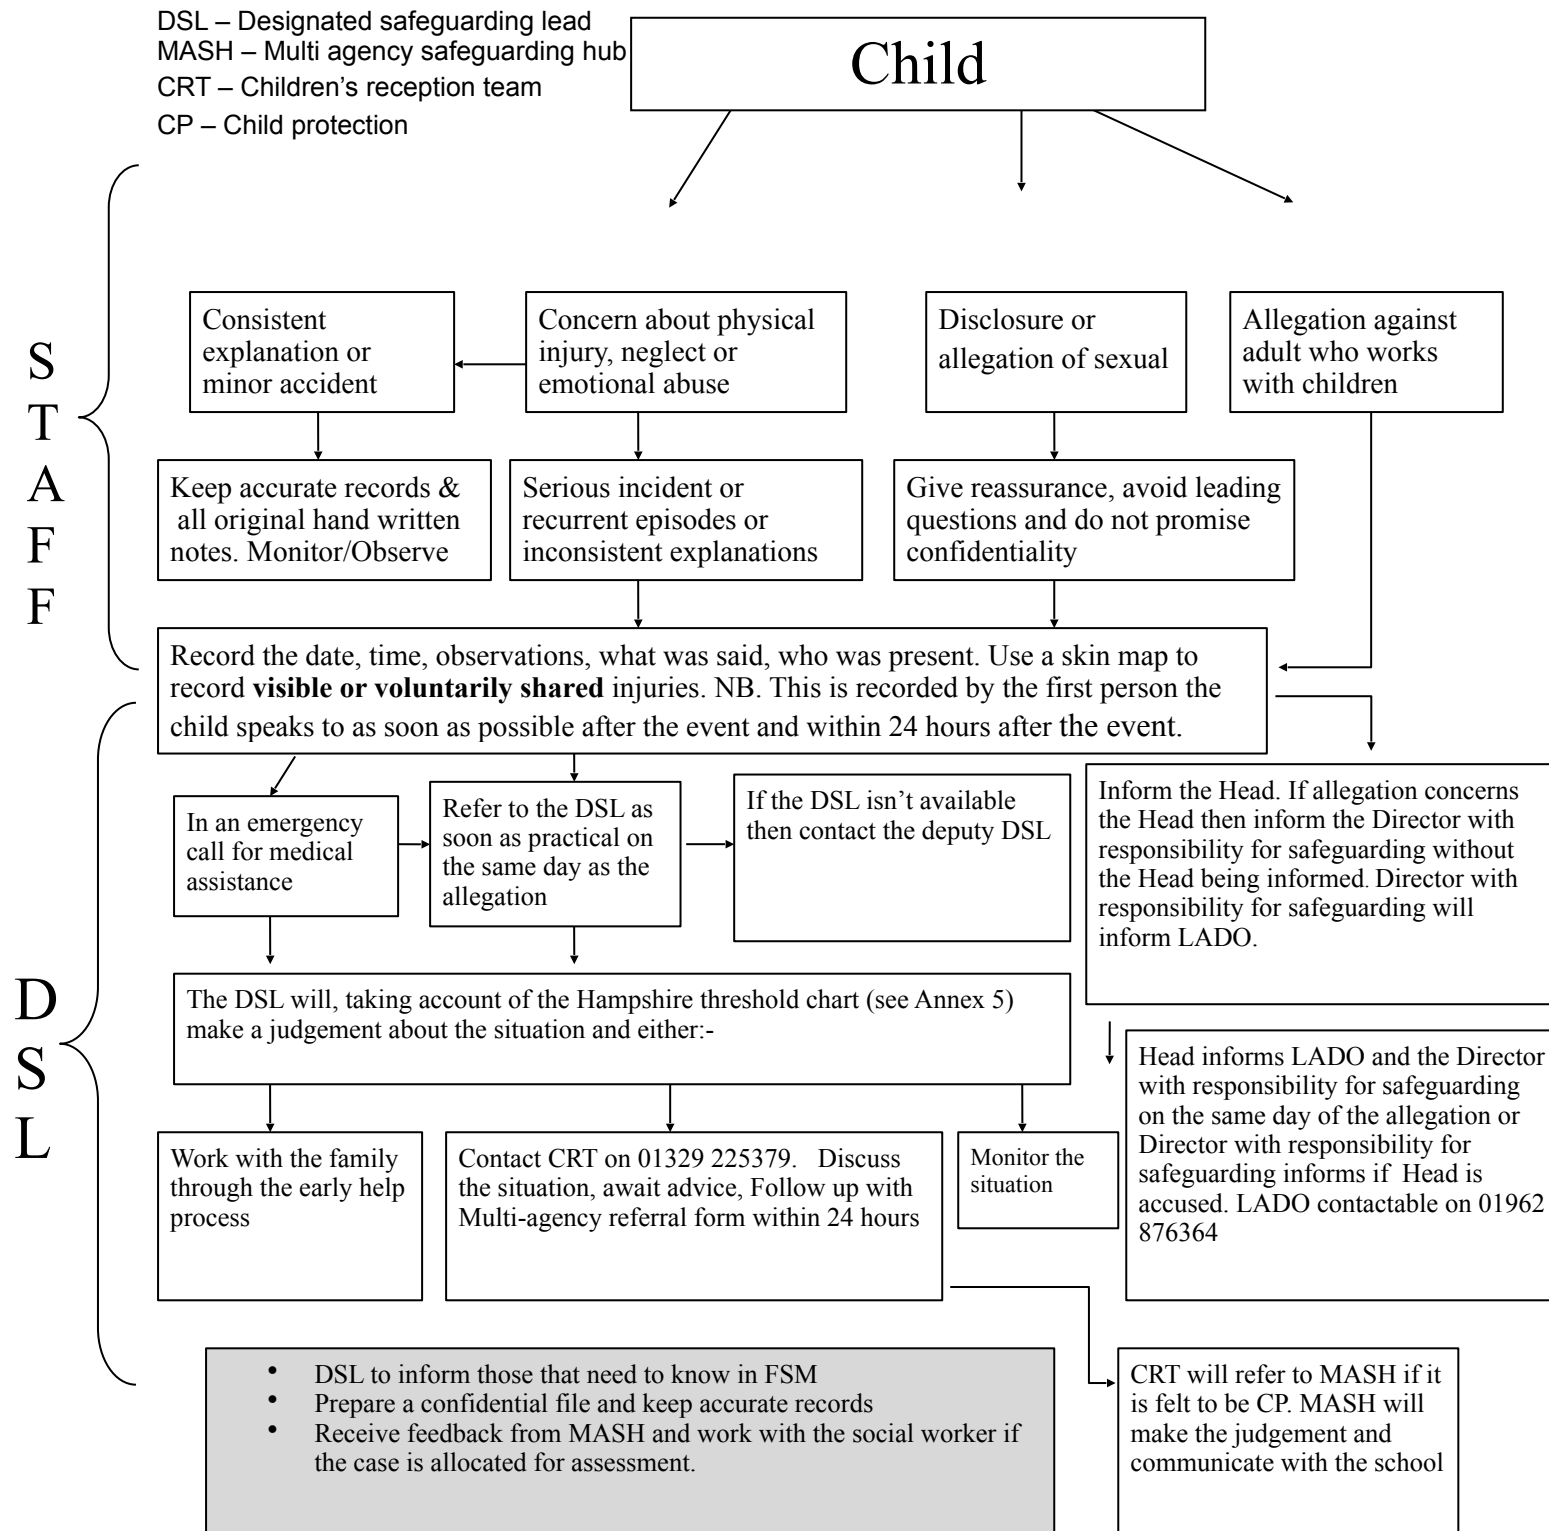 DSL – Designated safeguarding lead
MASH – Multi agency safeguarding hub
CRT – Children's reception team
CP – Child protection
Child
S
T
A
F
F
Consistent
explanation or
minor accident
Concern about physical
injury, neglect or
emotional abuse
Disclosure or
allegation of sexual
Allegation against
adult who works
with children
Keep accurate records &
all original hand written
notes. Monitor/Observe
Serious incident or
recurrent episodes or
inconsistent explanations
Give reassurance, avoid leading
questions and do not promise
confidentiality
Record the date, time, observations, what was said, who was present. Use a skin map to
record visible or voluntarily shared injuries. NB. This is recorded by the first person the
child speaks to as soon as possible after the event and within 24 hours after the event.
D
S
L
In an emergency
call for medical
assistance
Refer to the DSL as
soon as practical on
the same day as the
allegation
If the DSL isn't available
then contact the deputy DSL
Inform the Head. If allegation concerns
the Head then inform the Director with
responsibility for safeguarding without
the Head being informed. Director with
responsibility for safeguarding will
inform LADO.
The DSL will, taking account of the Hampshire threshold chart (see Annex 5)
make a judgement about the situation and either:-
Head informs LADO and the Director
with responsibility for safeguarding
on the same day of the allegation or
Director with responsibility for
safeguarding informs if Head is
accused. LADO contactable on 01962
876364
Work with the family
through the early help
process
Contact CRT on 01329 225379. Discuss
the situation, await advice, Follow up with
Multi-agency referral form within 24 hours
Monitor the
situation
• DSL to inform those that need to know in FSM
• Prepare a confidential file and keep accurate records
• Receive feedback from MASH and work with the social worker if
the case is allocated for assessment.
CRT will refer to MASH if it
is felt to be CP. MASH will
make the judgement and
communicate with the school